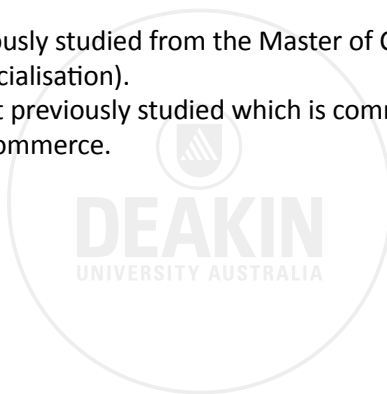 ously studied from the Master of C
cialisation).
t previously studied which is comm
ommerce.
DEAKIN
UNIVERSITY AUSTRALIA